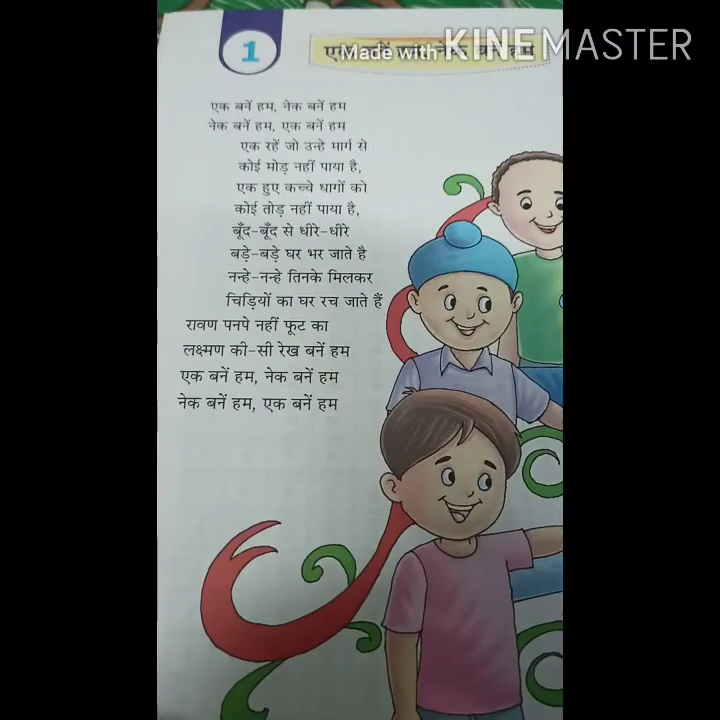 1
Made with KINEMASTER
एक बनें हम, नेक बनें हम
नेक बनें हम, एक बनें हम
एक रहें जो उन्हे मार्ग से
कोई मोड़ नहीं पाया है,
एक हुए कच्चे धागों को
कोई तोड़ नहीं पाया है,
बूँद-बूँद से धीरे-धीरे
बड़े-बड़े घर भर जाते है
नन्हे-नन्हे तिनके मिलकर
चिड़ियों का घर रच जाते हैं
रावण पनपे नहीं फूट का
लक्ष्मण की-सी रेख बनें हम
एक बनें हम, नेक बनें हम
नेक बनें हम, एक बनें हम